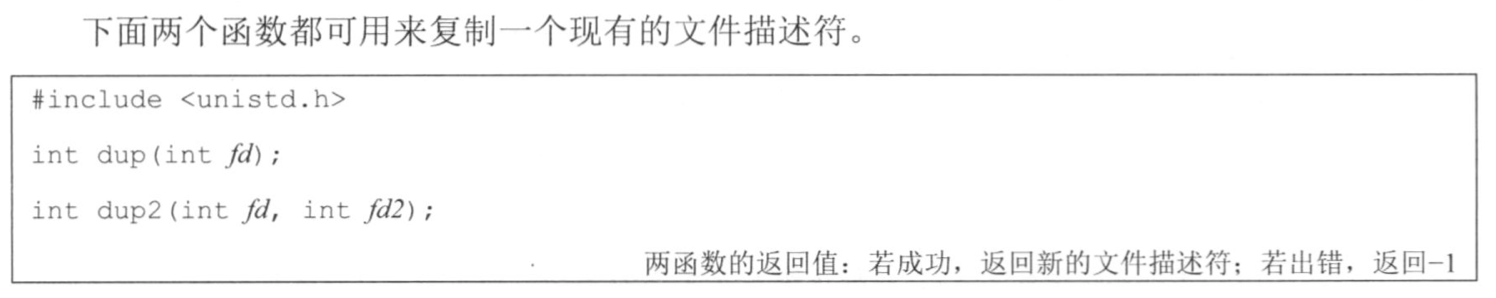 下面两个函数都可用来复制一个现有的文件描述符。
#include <unistd.h>
int dup(int fd);
int dup2(int fd, int fd2);
两函数的返回值：若成功，返回新的文件描述符；若出错，返回−1